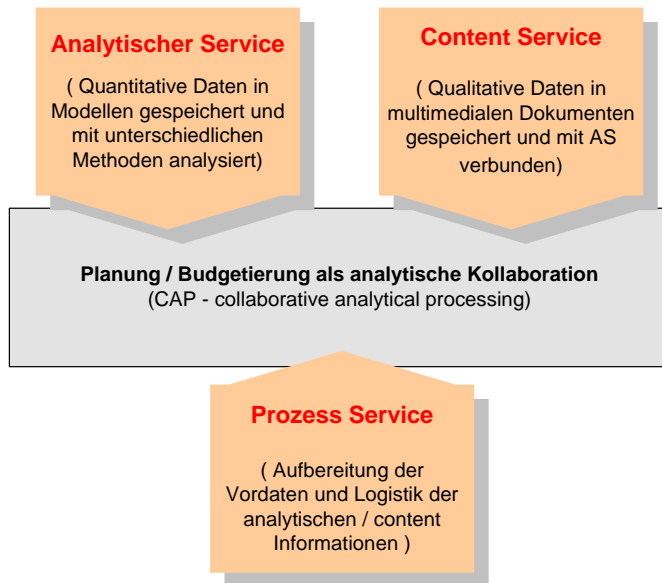 Analytischer Service
( Quantitative Daten in
Modellen gespeichert und
mit unterschiedlichen
Methoden analysiert)
Content Service
( Qualitative Daten in
multimedialen Dokumenten
gespeichert und mit AS
verbunden)
Planung / Budgetierung als analytische Kollaboration
(CAP - collaborative analytical processing)
Prozess Service
( Aufbereitung der
Vordaten und Logistik der
analytischen / content
Informationen )